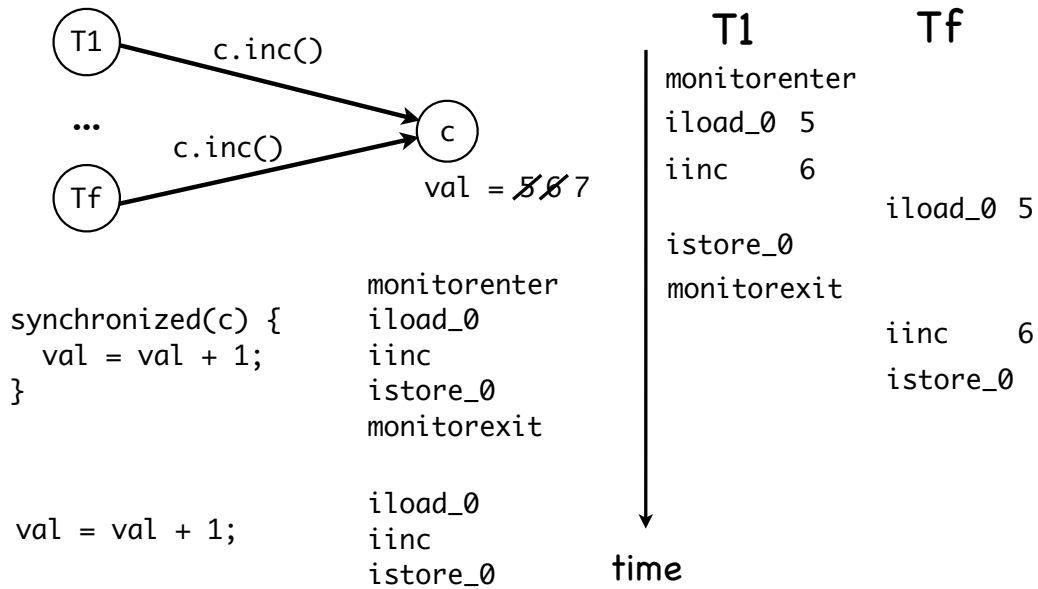 T1
c.inc()
...
c.inc()
Tf
c
val = 5 6 7
synchronized(c) {
  val = val + 1;
}
monitorenter
iload_0
iinc
istore_0
monitorexit
val = val + 1;
iload_0
iinc
istore_0
T1 Tf
monitorenter
iload_0 5
iinc 6
iload_0 5
istore_0
monitorexit
iinc 6
istore_0
time